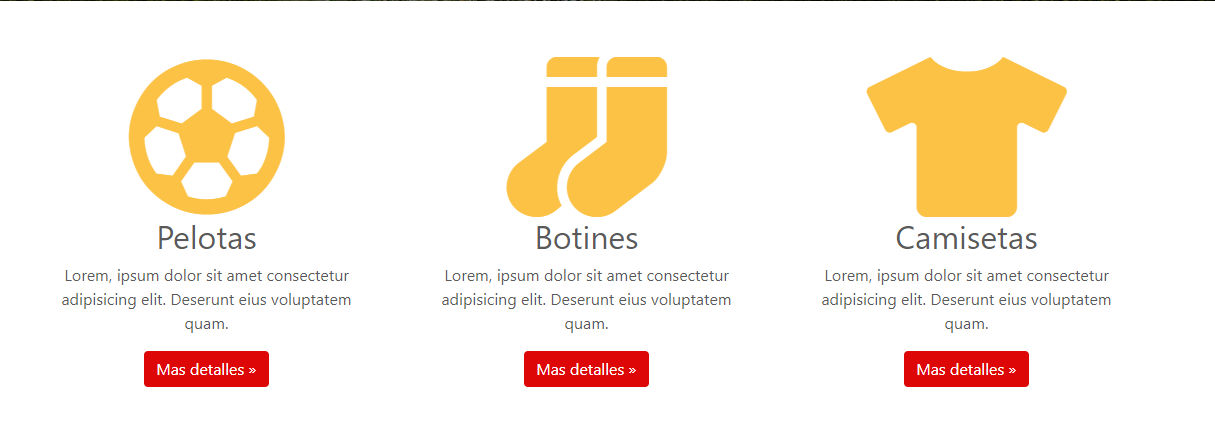 Pelotas
Lorem, ipsum dolor sit amet consectetur
adipisicing elit. Deserunt eius voluptatem
quam.
Mas detalles »
Botines
Lorem, ipsum dolor sit amet consectetur
adipisicing elit. Deserunt eius voluptatem
quam.
Mas detalles »
Camisetas
Lorem, ipsum dolor sit amet consectetur
adipisicing elit. Deserunt eius voluptatem
quam.
Mas detalles »